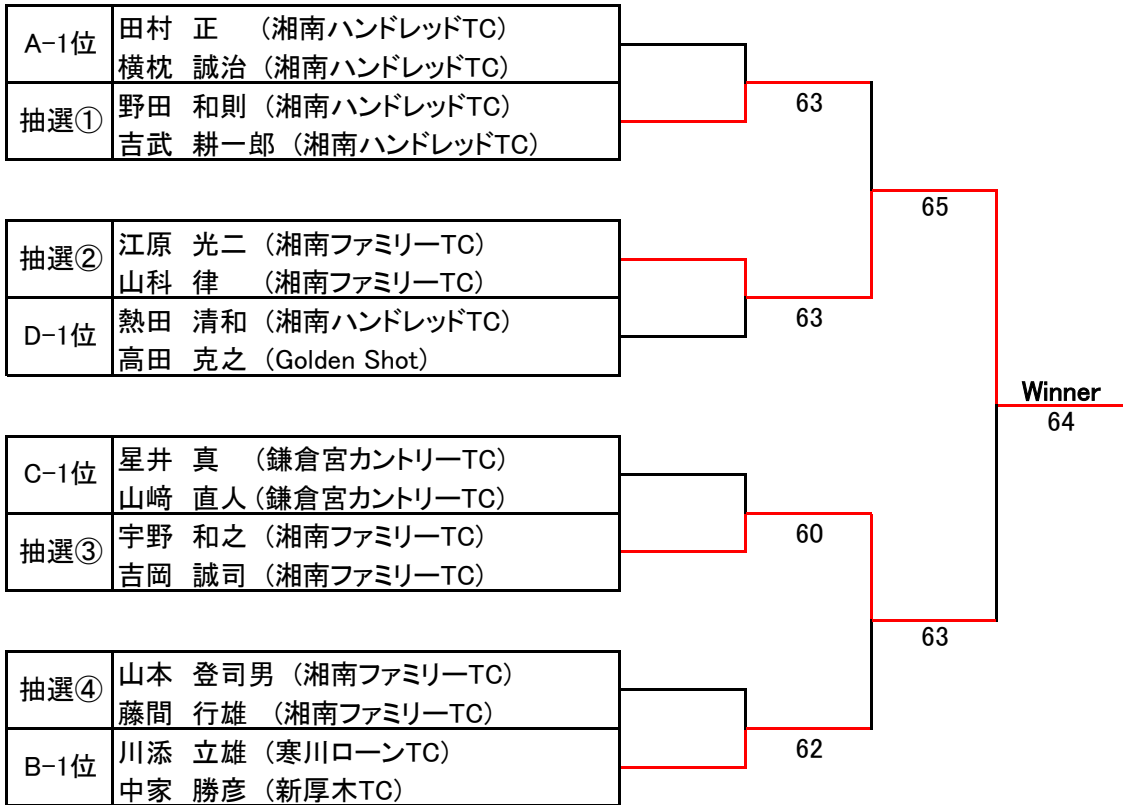 A-1位 田村 正 (湘南ハンドレッドTC)
横枕 誠治 (湘南ハンドレッドTC)
抽選① 野田 和則 (湘南ハンドレッドTC)
吉武 耕一郎 (湘南ハンドレッドTC)
63
65
抽選② 江原 光二 (湘南ファミリーTC)
山科 律 (湘南ファミリーTC)
D-1位 熱田 清和 (湘南ハンドレッドTC)
高田 克之 (Golden Shot)
63
Winner
64
C-1位 星井 真 (鎌倉宮カントリーTC)
山﨑 直人 (鎌倉宮カントリーTC)
抽選③ 宇野 和之 (湘南ファミリーTC)
吉岡 誠司 (湘南ファミリーTC)
60
63
抽選④ 山本 登司男 (湘南ファミリーTC)
藤間 行雄 (湘南ファミリーTC)
B-1位 川添 立雄 (寒川ローンTC)
中家 勝彦 (新厚木TC)
62